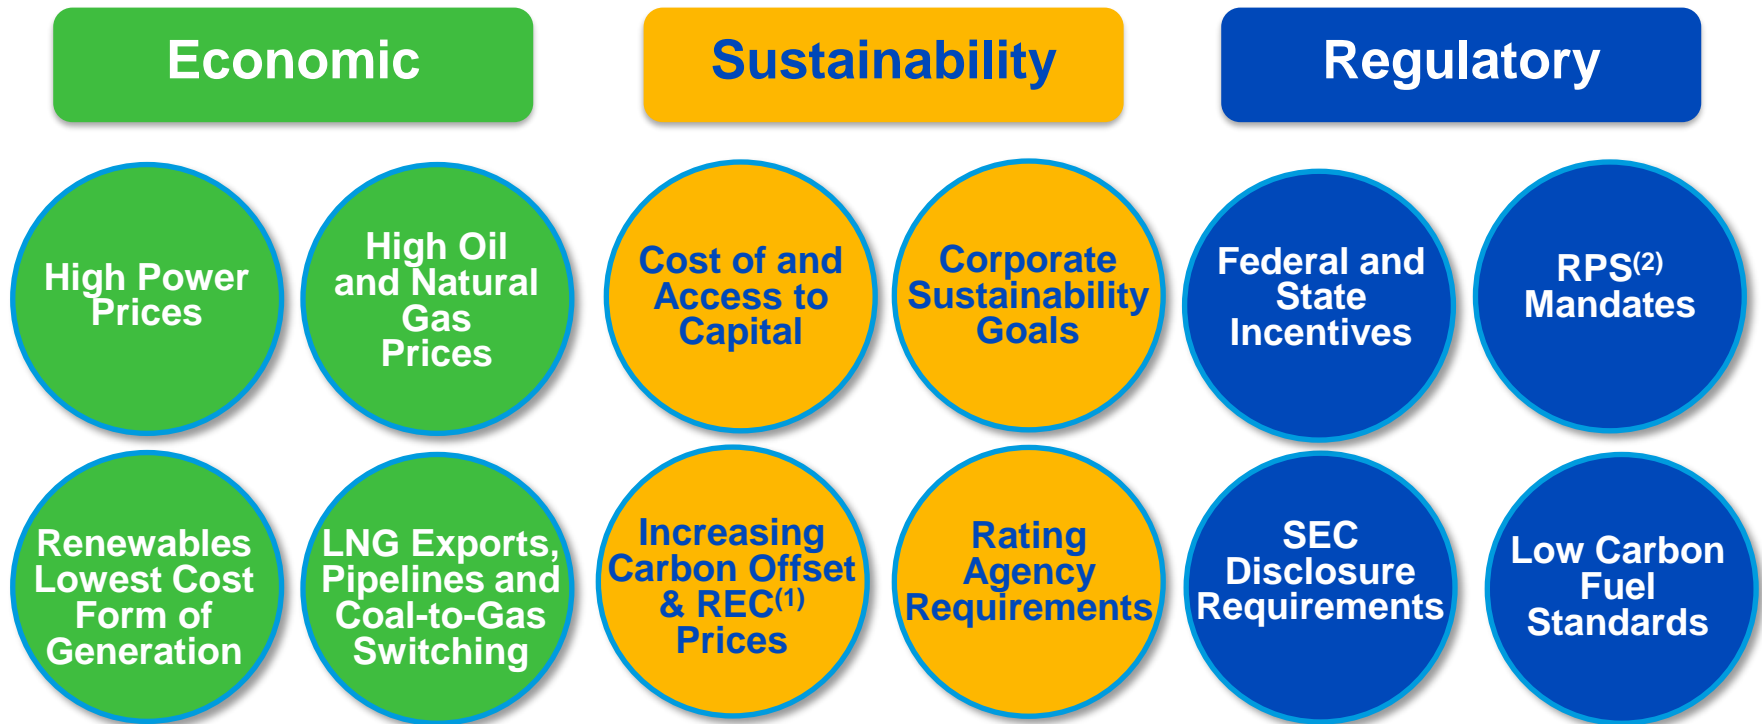 Economic
Sustainability
Regulatory
High Power
Prices
High Oil
and Natural
Gas
Prices
Cost of and
Access to
Capital
Corporate
Sustainability
Goals
Federal and
State
Incentives
RPS(2)
Mandates
Renewables
Lowest Cost
Form of
Generation
LNG Exports,
Pipelines and
Coal-to-Gas
Switching
Increasing
Carbon Offset
& REC(1)
Prices
Rating
Agency
Requirements
SEC
Disclosure
Requirements
Low Carbon
Fuel
Standards